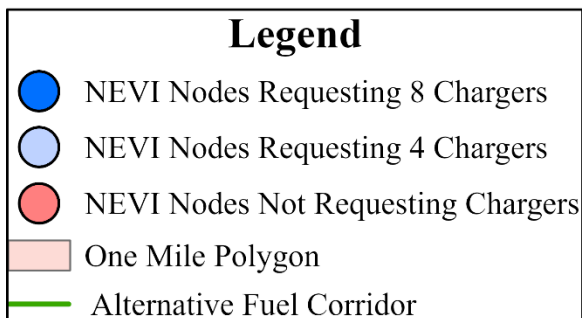 Legend
NEVI Nodes Requesting 8 Chargers
NEVI Nodes Requesting 4 Chargers
NEVI Nodes Not Requesting Chargers
One Mile Polygon
Alternative Fuel Corridor